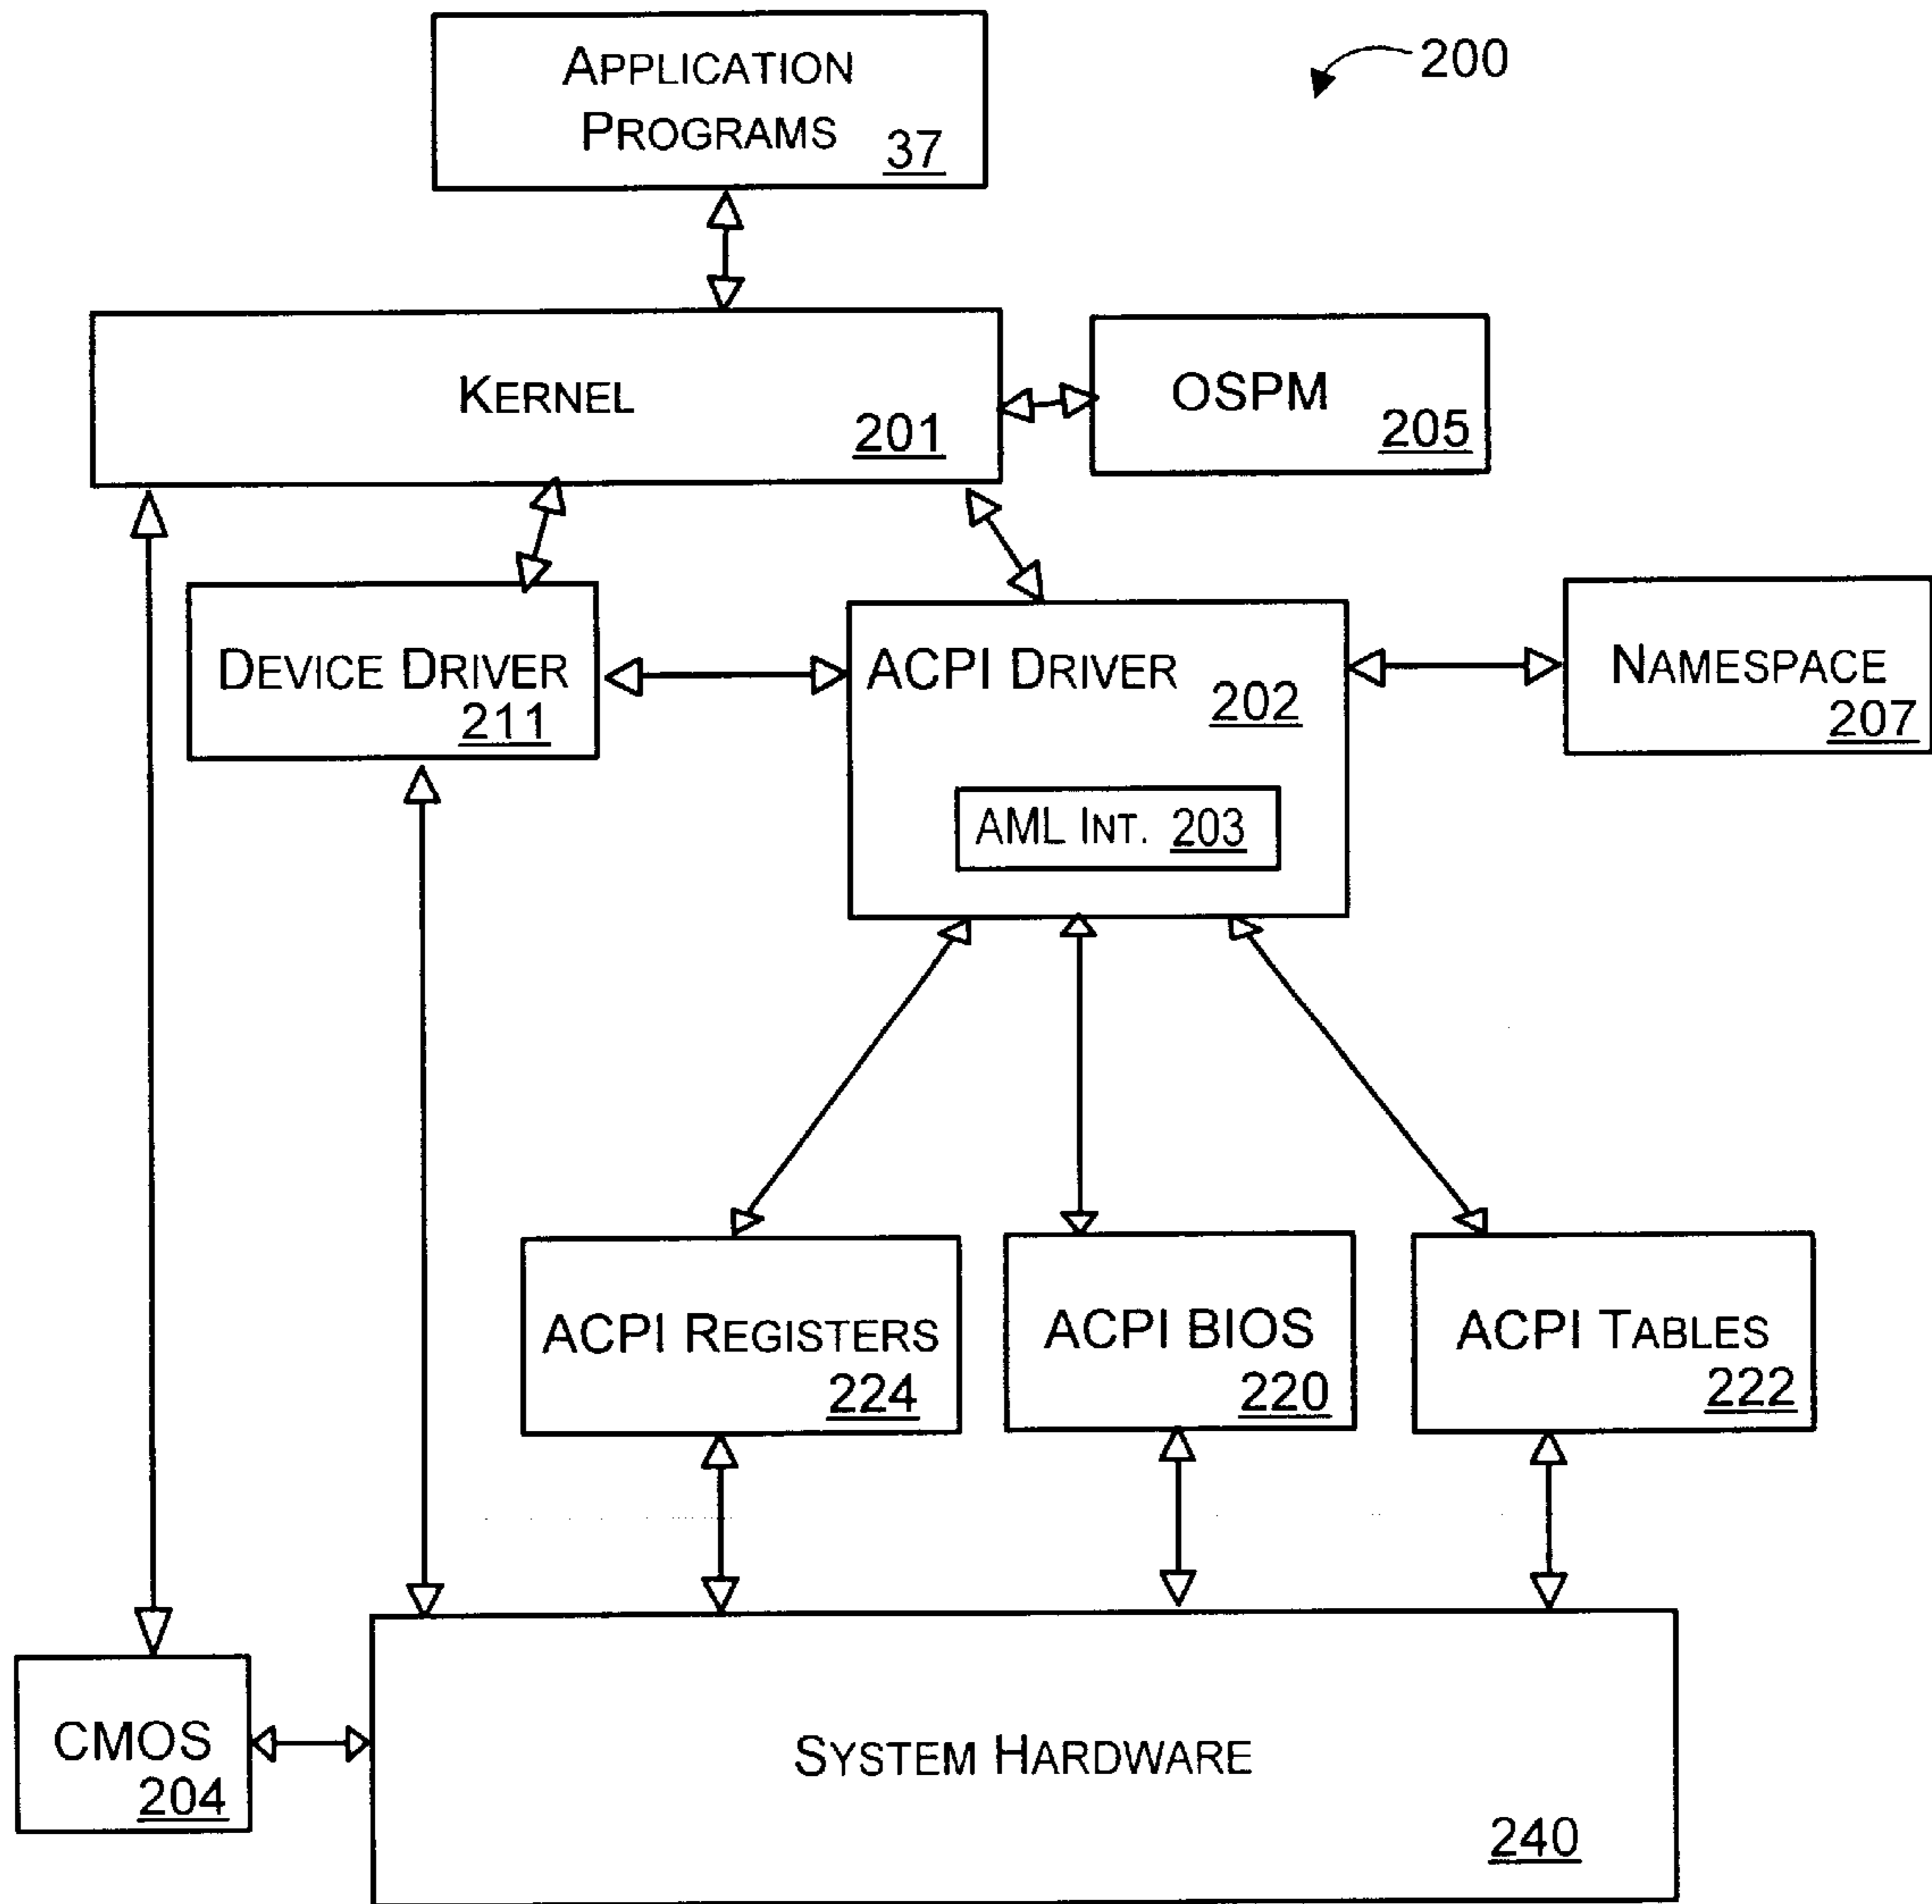 APPLICATION
PROGRAMS 37
200
KERNEL
201
OSPM
205
DEVICE DRIVER
211
ACPI DRIVER
202
AML INT. 203
NAMESPACE
207
ACPI REGISTERS
224
ACPI BIOS
220
ACPI TABLES
222
CMOS
204
SYSTEM HARDWARE
240